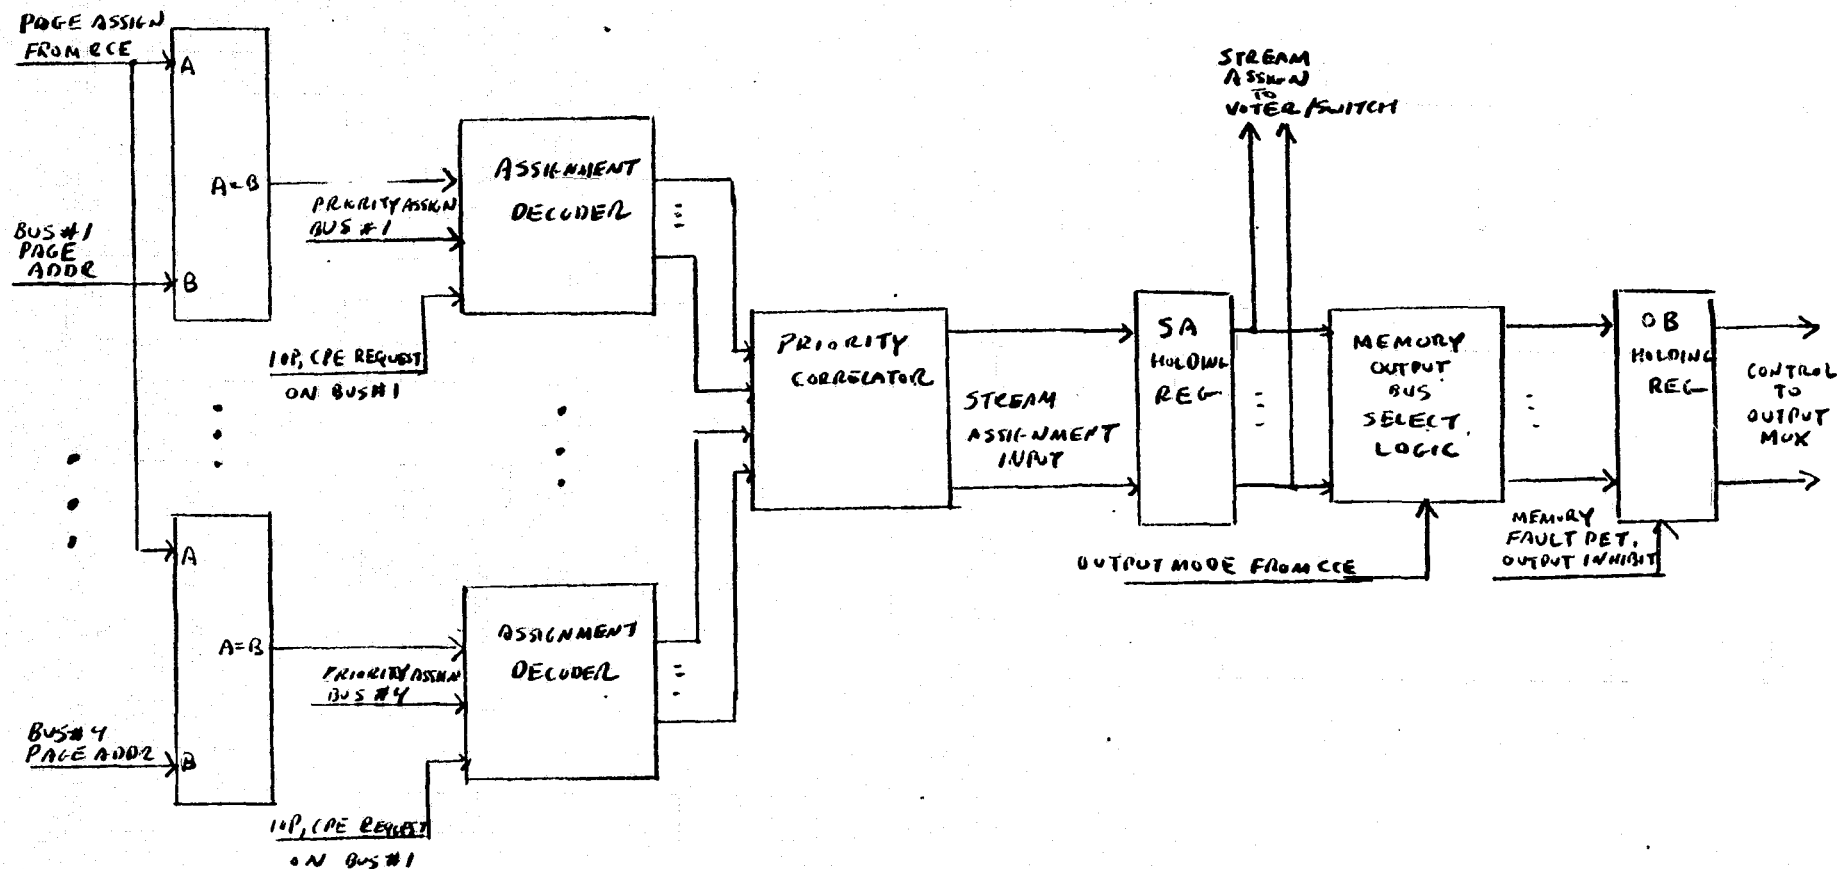 PAGE ASSIGN
FROM RCE
A
A=B
BUS #1
PAGE
ADDR
B
PRIORITY ASSIGN
BUS #1
IOP, CPE REQUEST
ON BUS #1
ASSIGNMENT
DECODER
A
A=B
BUS #4
PAGE ADDR
B
PRIORITY ASSIGN
BUS #4
IOP, CPE REQUEST
ON BUS #1
ASSIGNMENT
DECODER
PRIORITY
CORRELATOR
STREAM
ASSIGNMENT
INPUT
SA
HOLDING
REG
STREAM
ASSIGN
TO
VOTER/SWITCH
MEMORY
OUTPUT
BUS
SELECT
LOGIC
OUTPUT MODE FROM CCE
MEMORY
FAULT DET.
OUTPUT INHIBIT
OB
HOLDING
REG
CONTROL
TO
OUTPUT
MUX